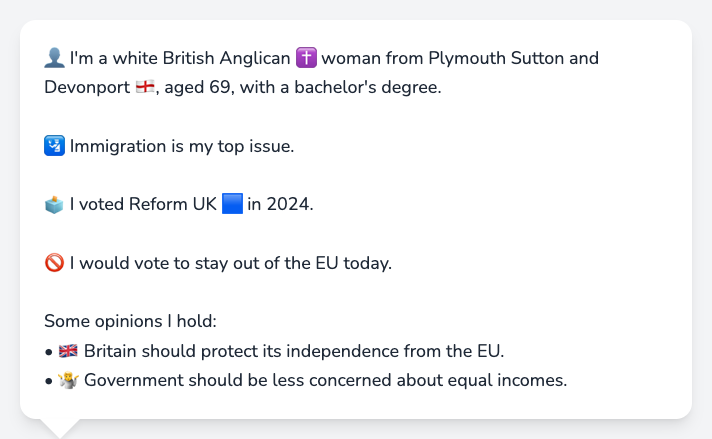 👤 I'm a white British Anglican ✝️ woman from Plymouth Sutton and
Devonport 🏴󠁧󠁢󠁥󠁮󠁧󠁿, aged 69, with a bachelor's degree.
🛂 Immigration is my top issue.
🗳️ I voted Reform UK 🟦 in 2024.
🚫 I would vote to stay out of the EU today.
Some opinions I hold:
• 🇬🇧 Britain should protect its independence from the EU.
• 🤷 Government should be less concerned about equal incomes.